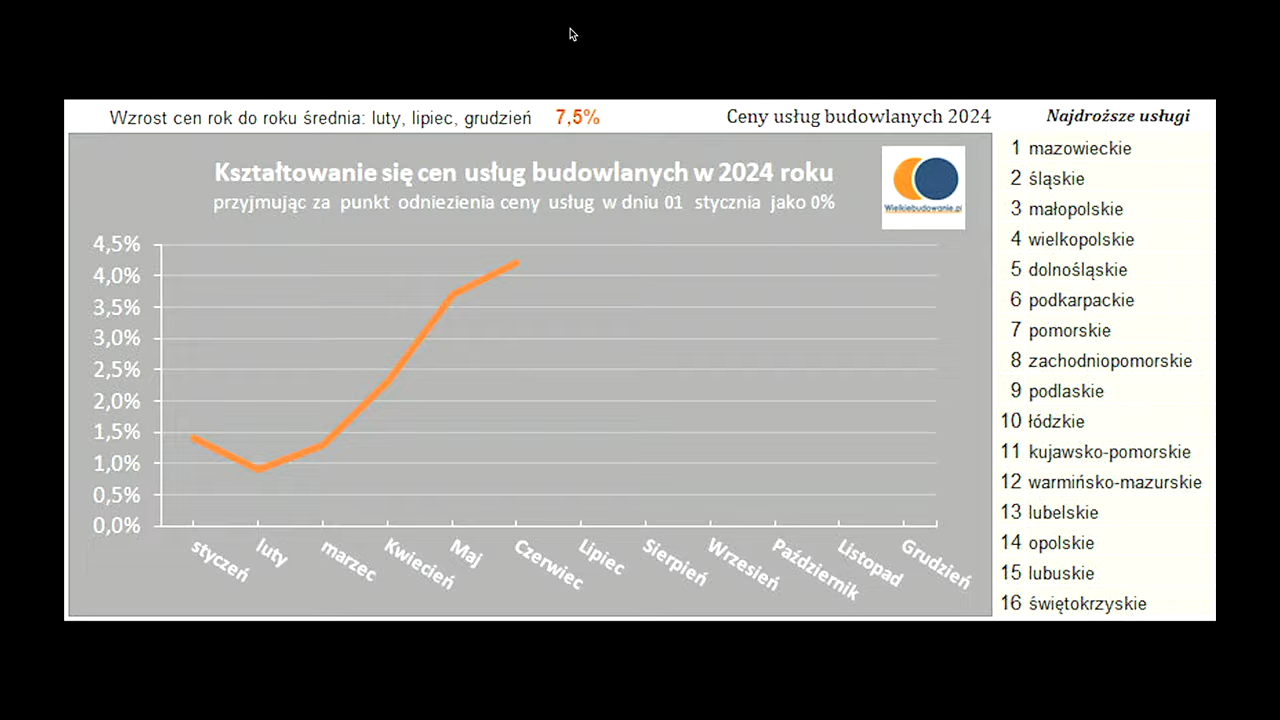 Wzrost cen rok do roku średnia: luty, lipiec, grudzień 7,5%
Ceny usług budowlanych 2024
Najdroższe usługi
Kształtowanie się cen usług budowlanych w 2024 roku
przyjmując za punkt odniezienia ceny usług w dniu 01 stycznia jako 0%
Wielkiebudowanie.pl
4,5%
4,0%
3,5%
3,0%
2,5%
2,0%
1,5%
1,0%
0,5%
0,0%
styczeń
luty
marzec
Kwiecień
Maj
Czerwiec
Lipiec
Sierpień
Wrzesień
Październik
Listopad
Grudzień
1 mazowieckie
2 śląskie
3 małopolskie
4 wielkopolskie
5 dolnośląskie
6 podkarpackie
7 pomorskie
8 zachodniopomorskie
9 podlaskie
10 łódzkie
11 kujawsko-pomorskie
12 warmińsko-mazurskie
13 lubelskie
14 opolskie
15 lubuskie
16 świętokrzyskie